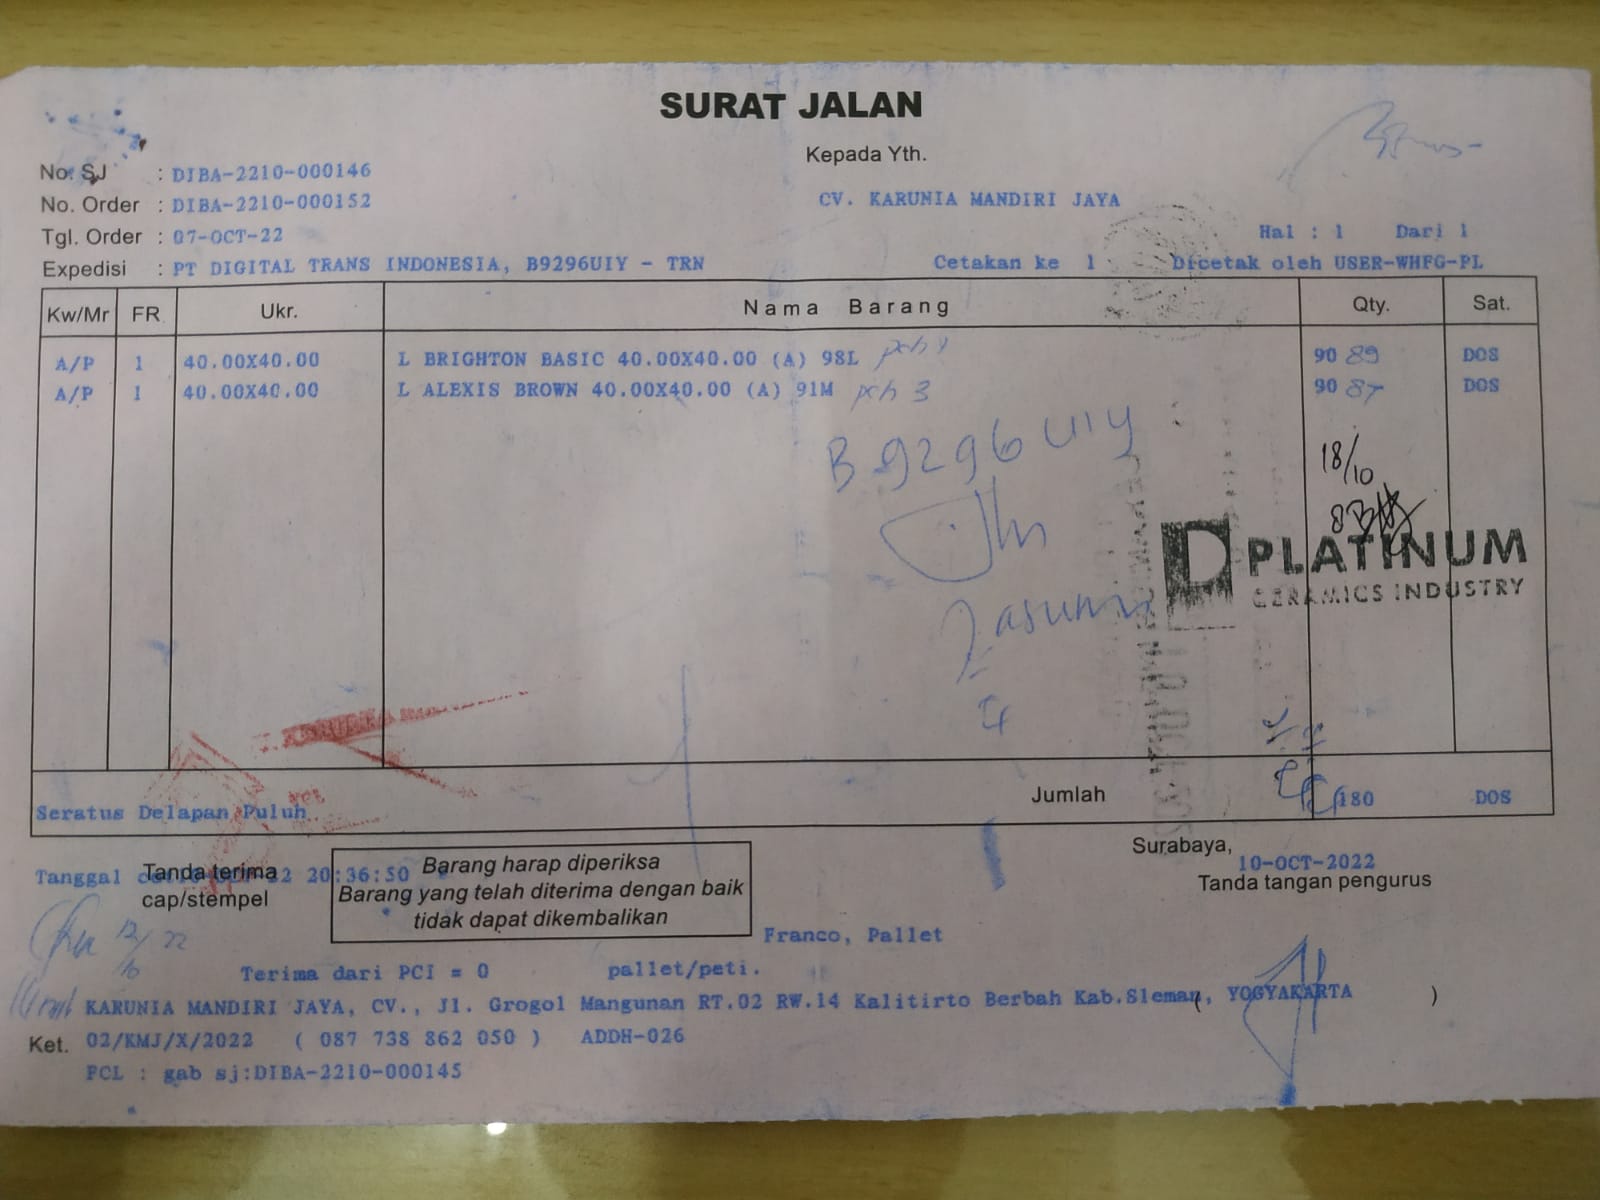 SURAT JALAN
Kepada Yth.
No. SJ : DIBA-2210-000146
No. Order : DIBA-2210-000152
CV. KARUNIA MANDIRI JAYA
Tgl. Order : 07-OCT-22
Hal : 1 Dari 1
Expedisi : PT DIGITAL TRANS INDONESIA, B9296UIY - TRN
Cetakan ke 1 Dicetak oleh USER-WHFG-PL
Kw/Mr FR Ukr. Nama Barang Qty. Sat.
A/P 1 40.00X40.00 L BRIGHTON BASIC 40.00X40.00 (A) 98L pch 1 90 89 DOS
A/P 1 40.00X40.00 L ALEXIS BROWN 40.00X40.00 (A) 91M pch 3 90 87 DOS
B 9296 UIY
18/10
PLATINUM
CERAMICS INDUSTRY
Jumlah 180 DOS
Seratus Delapan Puluh
Surabaya, 10-OCT-2022
Tanda tangan pengurus
Tanggal 22 20:36:50
Tanda terima
cap/stempel
Barang harap diperiksa
Barang yang telah diterima dengan baik
tidak dapat dikembalikan
12/10 22
Franco, Pallet
Terima dari PCI = 0 pallet/peti.
KARUNIA MANDIRI JAYA, CV., Jl. Grogol Mangunan RT.02 RW.14 Kalitirto Berbah Kab.Sleman, YOGYAKARTA
( )
Ket. 02/KMJ/X/2022 ( 087 738 862 050 ) ADDH-026
FCL : gab sj:DIBA-2210-000145